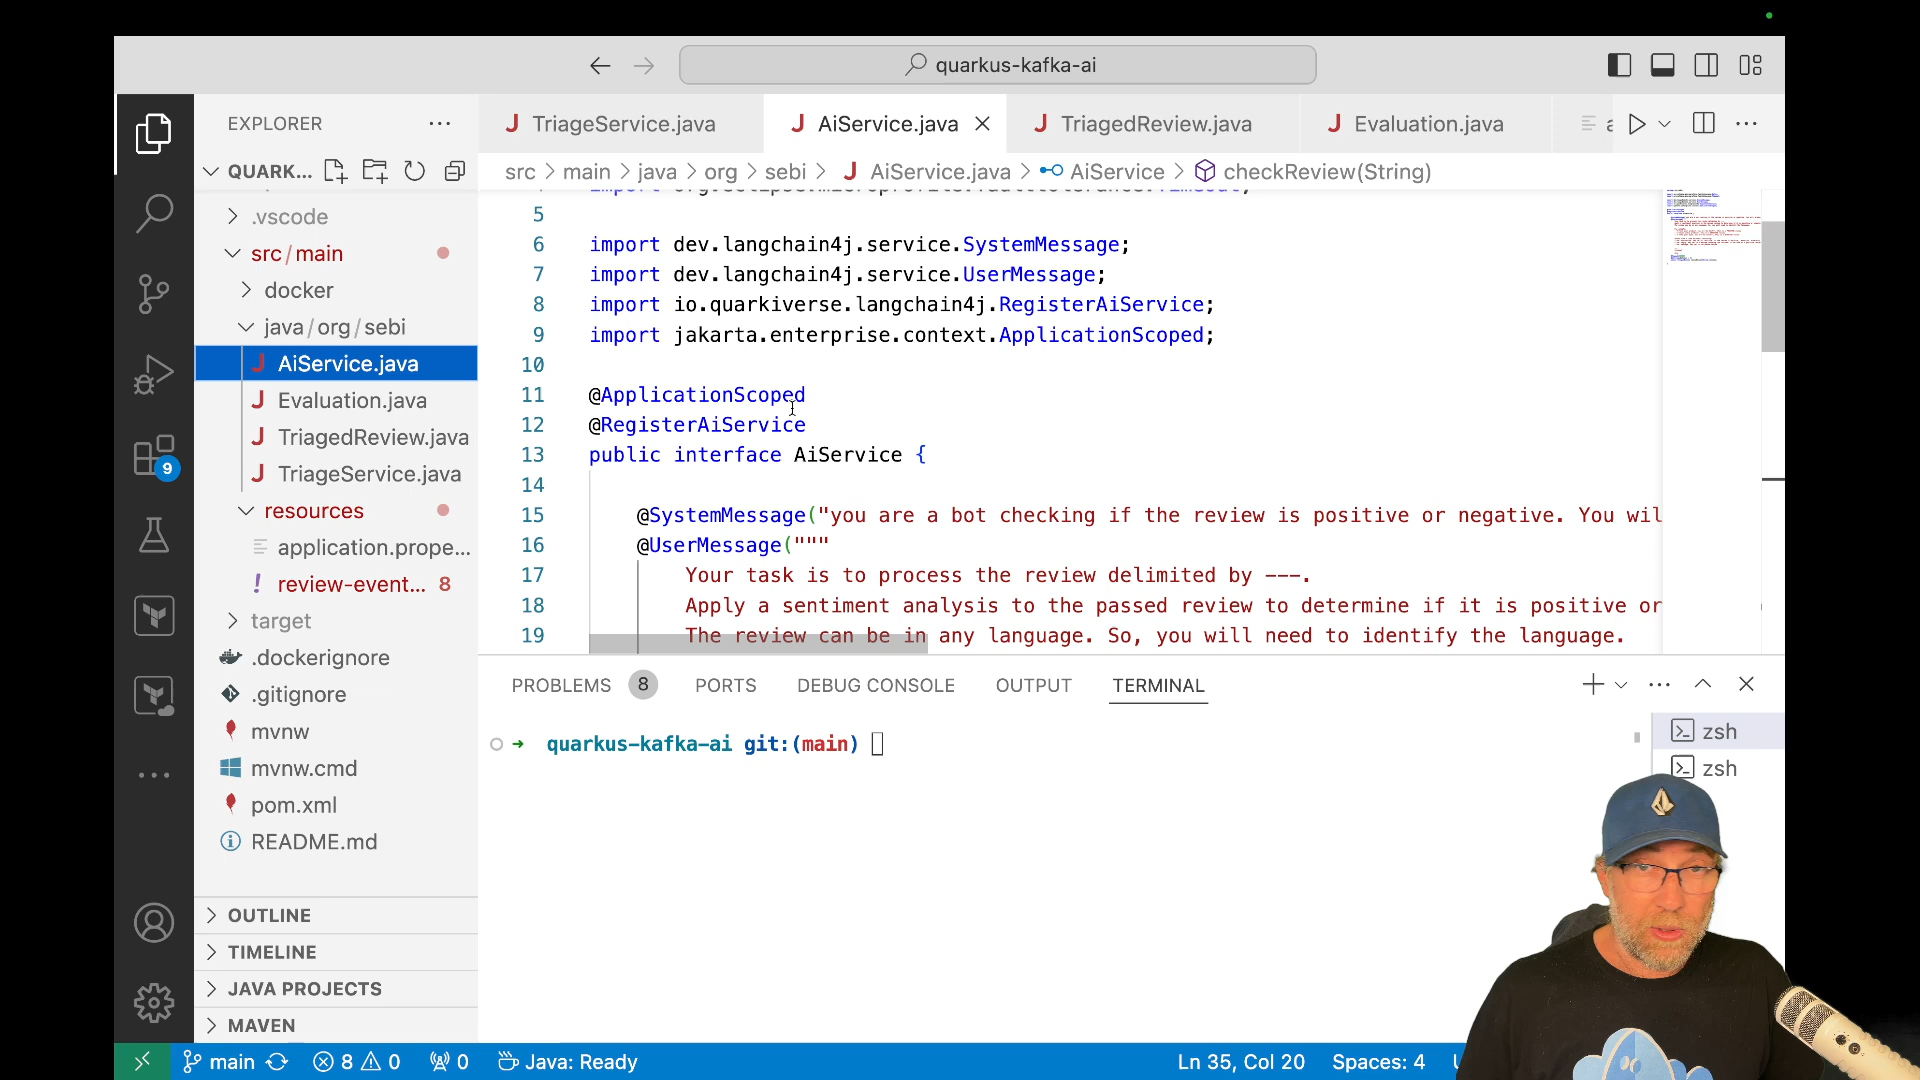 quarkus-kafka-ai
EXPLORER
TriageService.java
AiService.java
TriagedReview.java
Evaluation.java
QUARK...
src > main > java > org > sebi > AiService.java > AiService > checkReview(String)
.vscode
src/main
docker
java/org/sebi
AiService.java
Evaluation.java
TriagedReview.java
TriageService.java
resources
application.prope...
review-event... 8
target
.dockerignore
.gitignore
mvnw
mvnw.cmd
pom.xml
README.md
OUTLINE
TIMELINE
JAVA PROJECTS
MAVEN
9
5
6 import dev.langchain4j.service.SystemMessage;
7 import dev.langchain4j.service.UserMessage;
8 import io.quarkiverse.langchain4j.RegisterAiService;
9 import jakarta.enterprise.context.ApplicationScoped;
10
11 @ApplicationScoped
12 @RegisterAiService
13 public interface AiService {
14
15 @SystemMessage("you are a bot checking if the review is positive or negative. You wil
16 @UserMessage("""
17 Your task is to process the review delimited by ---.
18 Apply a sentiment analysis to the passed review to determine if it is positive or
19 The review can be in any language. So, you will need to identify the language.
PROBLEMS 8 PORTS DEBUG CONSOLE OUTPUT TERMINAL
quarkus-kafka-ai git:(main)
zsh
zsh
main 8 0 0 Java: Ready
Ln 35, Col 20 Spaces: 4